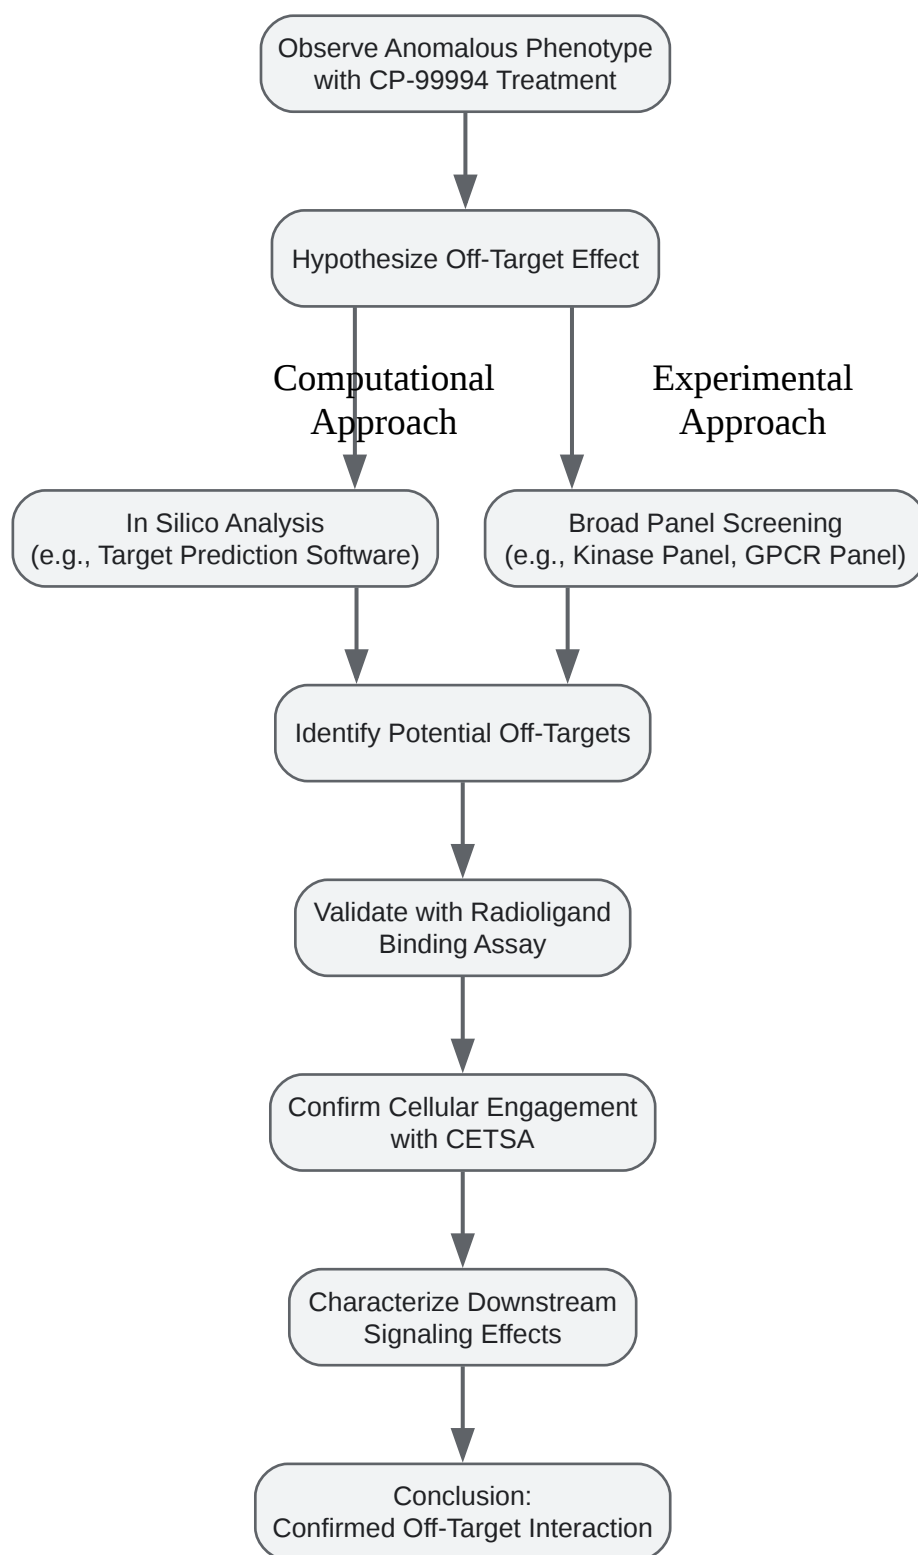 Observe Anomalous Phenotype
with CP-99994 Treatment
Hypothesize Off-Target Effect
Computational
Approach
Experimental
Approach
In Silico Analysis
(e.g., Target Prediction Software)
Broad Panel Screening
(e.g., Kinase Panel, GPCR Panel)
Identify Potential Off-Targets
Validate with Radioligand
Binding Assay
Confirm Cellular Engagement
with CETSA
Characterize Downstream
Signaling Effects
Conclusion:
Confirmed Off-Target Interaction